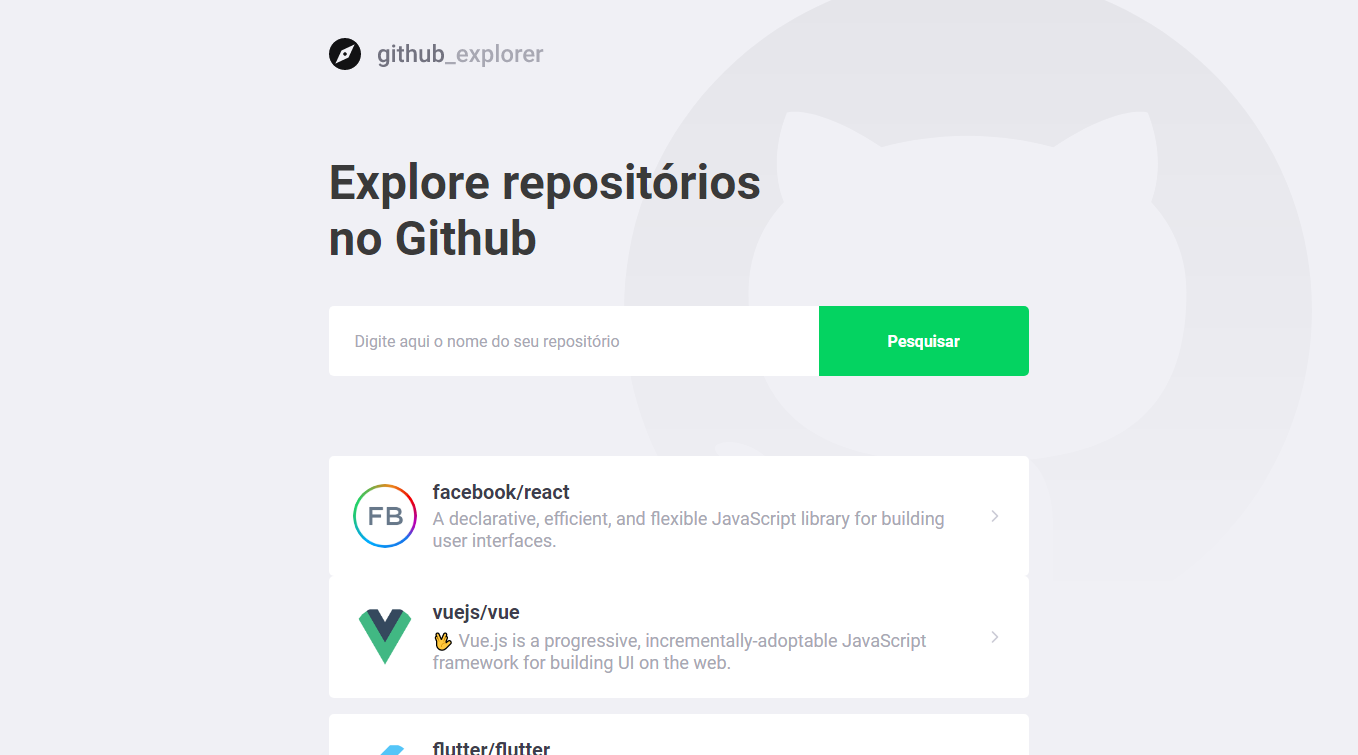 github_explorer
Explore repositórios
no Github
Digite aqui o nome do seu repositório
Pesquisar
FB
facebook/react
A declarative, efficient, and flexible JavaScript library for building
user interfaces.
vuejs/vue
🖖 Vue.js is a progressive, incrementally-adoptable JavaScript
framework for building UI on the web.
flutter/flutter